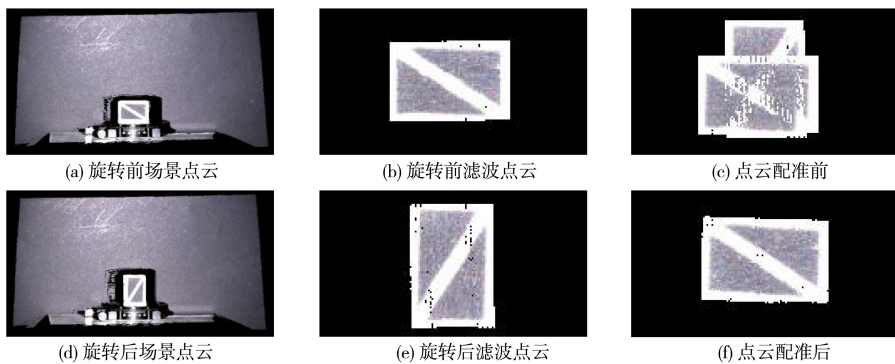 (a) 旋转前场景点云
(b) 旋转前滤波点云
(c) 点云配准前
(d) 旋转后场景点云
(e) 旋转后滤波点云
(f) 点云配准后